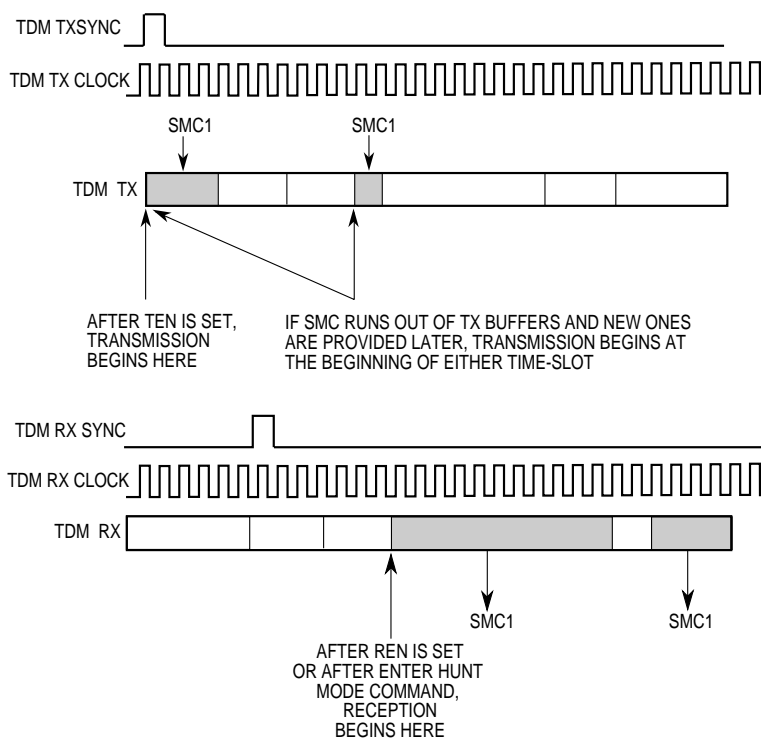 TDM TXSYNC
TDM TX CLOCK
SMC1
SMC1
TDM TX
AFTER TEN IS SET,
TRANSMISSION
BEGINS HERE
IF SMC RUNS OUT OF TX BUFFERS AND NEW ONES
ARE PROVIDED LATER, TRANSMISSION BEGINS AT
THE BEGINNING OF EITHER TIME-SLOT
TDM RX SYNC
TDM RX CLOCK
TDM RX
SMC1
SMC1
AFTER REN IS SET
OR AFTER ENTER HUNT
MODE COMMAND,
RECEPTION
BEGINS HERE